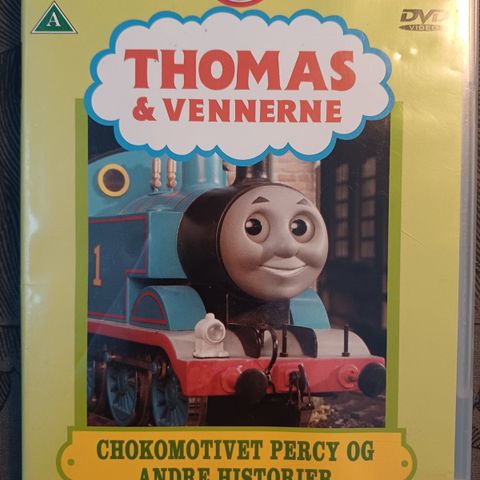 A
DVD
VIDEO
THOMAS
& VENNERNE
1
CHOKOMOTIVET PERCY OG
ANDRE HISTORIER